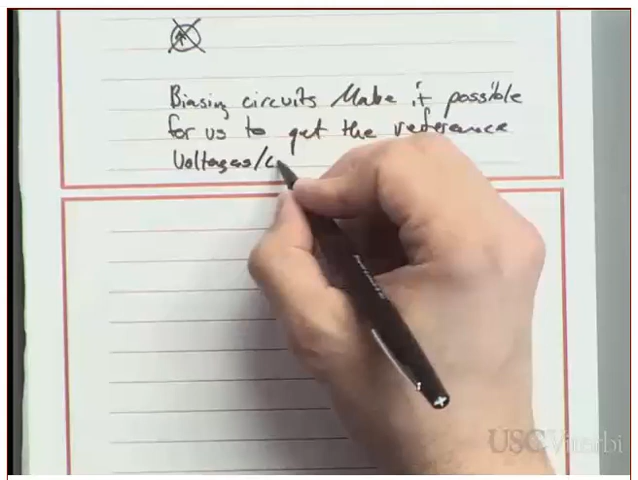 Biasing circuits Make it possible
for us to get the reference
Voltages/c
USC Viterbi